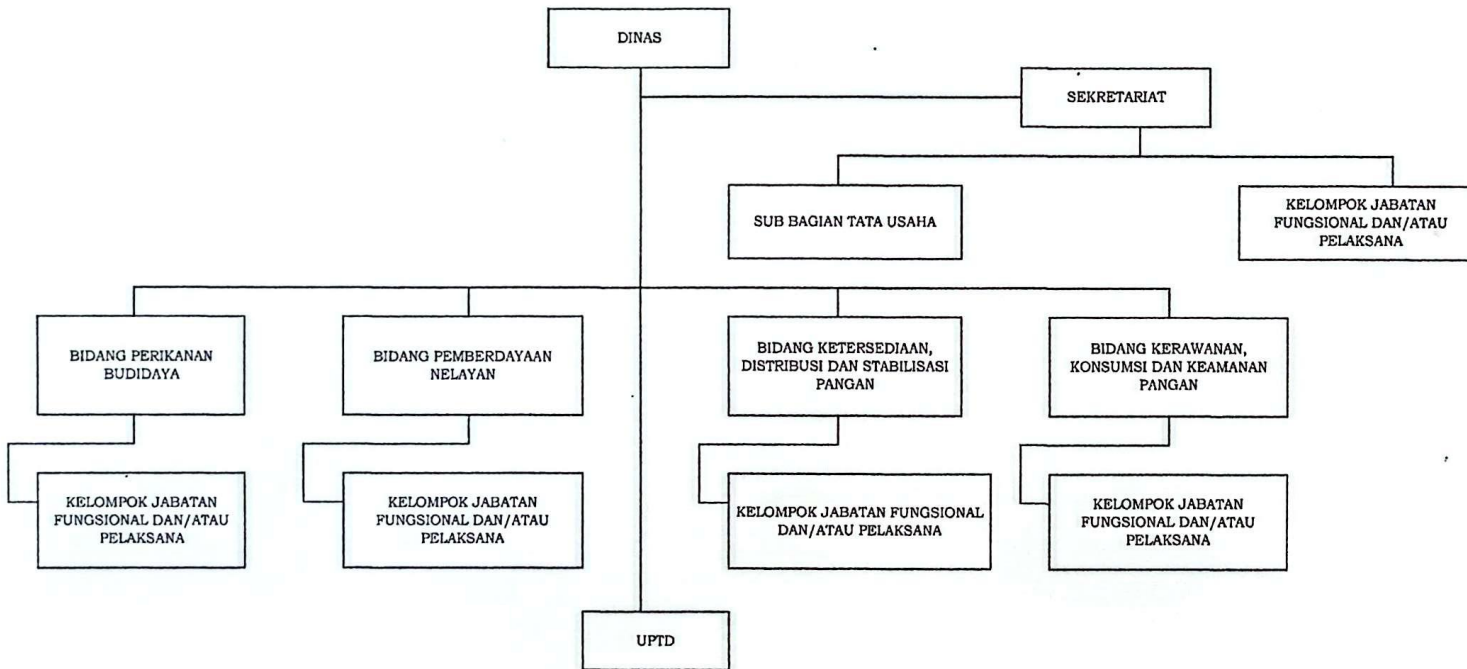 DINAS
SEKRETARIAT
SUB BAGIAN TATA USAHA
KELOMPOK JABATAN
FUNGSIONAL DAN/ATAU
PELAKSANA
BIDANG PERIKANAN
BUDIDAYA
BIDANG PEMBERDAYAAN
NELAYAN
BIDANG KETERSEDIAAN,
DISTRIBUSI DAN STABILISASI
PANGAN
BIDANG KERAWANAN,
KONSUMSI DAN KEAMANAN
PANGAN
KELOMPOK JABATAN
FUNGSIONAL DAN/ATAU
PELAKSANA
KELOMPOK JABATAN
FUNGSIONAL DAN/ATAU
PELAKSANA
KELOMPOK JABATAN FUNGSIONAL
DAN/ATAU PELAKSANA
KELOMPOK JABATAN
FUNGSIONAL DAN/ATAU
PELAKSANA
UPTD